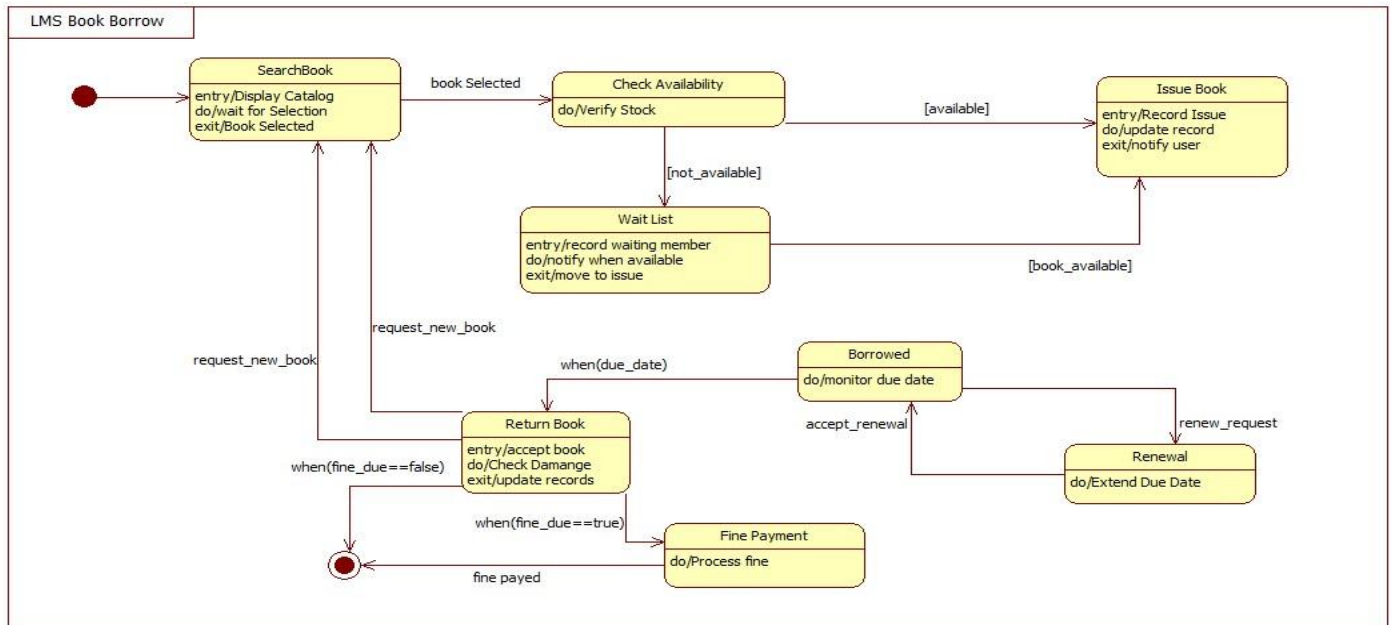 LMS Book Borrow
SearchBook
entry/Display Catalog
do/wait for Selection
exit/Book Selected
book Selected
Check Availability
do/Verify Stock
[available]
Issue Book
entry/Record Issue
do/update record
exit/notify user
[not_available]
Wait List
entry/record waiting member
do/notify when available
exit/move to issue
[book_available]
request_new_book
request_new_book
when(due_date)
Borrowed
do/monitor due date
accept_renewal
renew_request
Renewal
do/Extend Due Date
Return Book
entry/accept book
do/Check Damange
exit/update records
when(fine_due==false)
when(fine_due==true)
Fine Payment
do/Process fine
fine payed